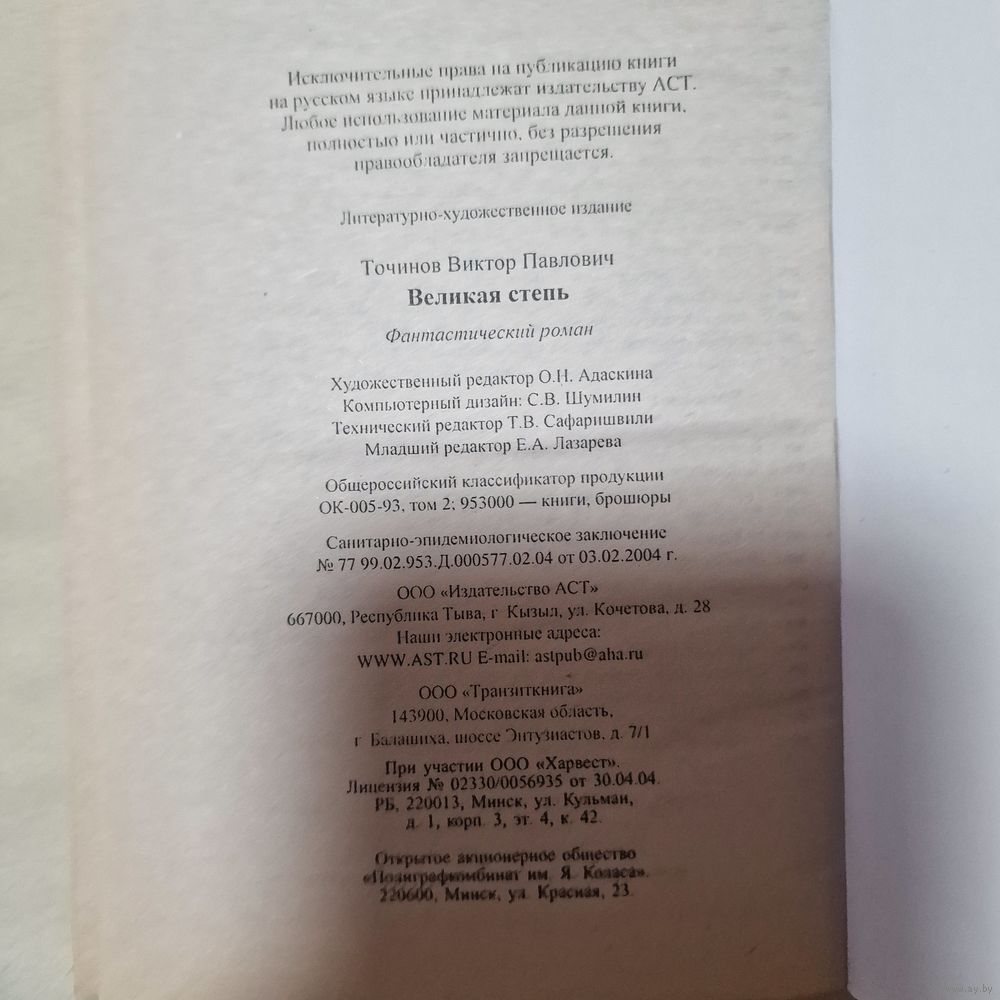 Исключительные права на публикацию книги
на русском языке принадлежат издательству АСТ.
Любое использование материала данной книги,
полностью или частично, без разрешения
правообладателя запрещается.
Литературно-художественное издание
Точинов Виктор Павлович
Великая степь
Фантастический роман
Художественный редактор О.Н. Адаскина
Компьютерный дизайн: С.В. Шумилин
Технический редактор Т.В. Сафаришвили
Младший редактор Е.А. Лазарева
Общероссийский классификатор продукции
ОК-005-93, том 2; 953000 — книги, брошюры
Санитарно-эпидемиологическое заключение
№ 77 99.02.953.Д.000577.02.04 от 03.02.2004 г.
ООО «Издательство АСТ»
667000, Республика Тыва, г Кызыл, ул. Кочетова, д. 28
Наши электронные адреса:
WWW.AST.RU E-mail: astpub@aha.ru
ООО «Транзиткнига»
143900, Московская область,
г Балашиха, шоссе Энтузиастов, д. 7/1
При участии ООО «Харвест».
Лицензия № 02330/0056935 от 30.04.04.
РБ, 220013, Минск, ул. Кульман,
д. 1, корп. 3, эт. 4, к. 42.
Открытое акционерное общество
«Полиграфкомбинат им. Я. Коласа».
220600, Минск, ул. Красная, 23.
www.ay.by